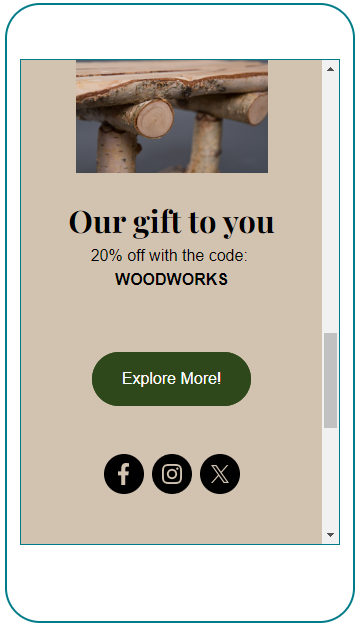 Our gift to you
20% off with the code:
WOODWORKS
Explore More!